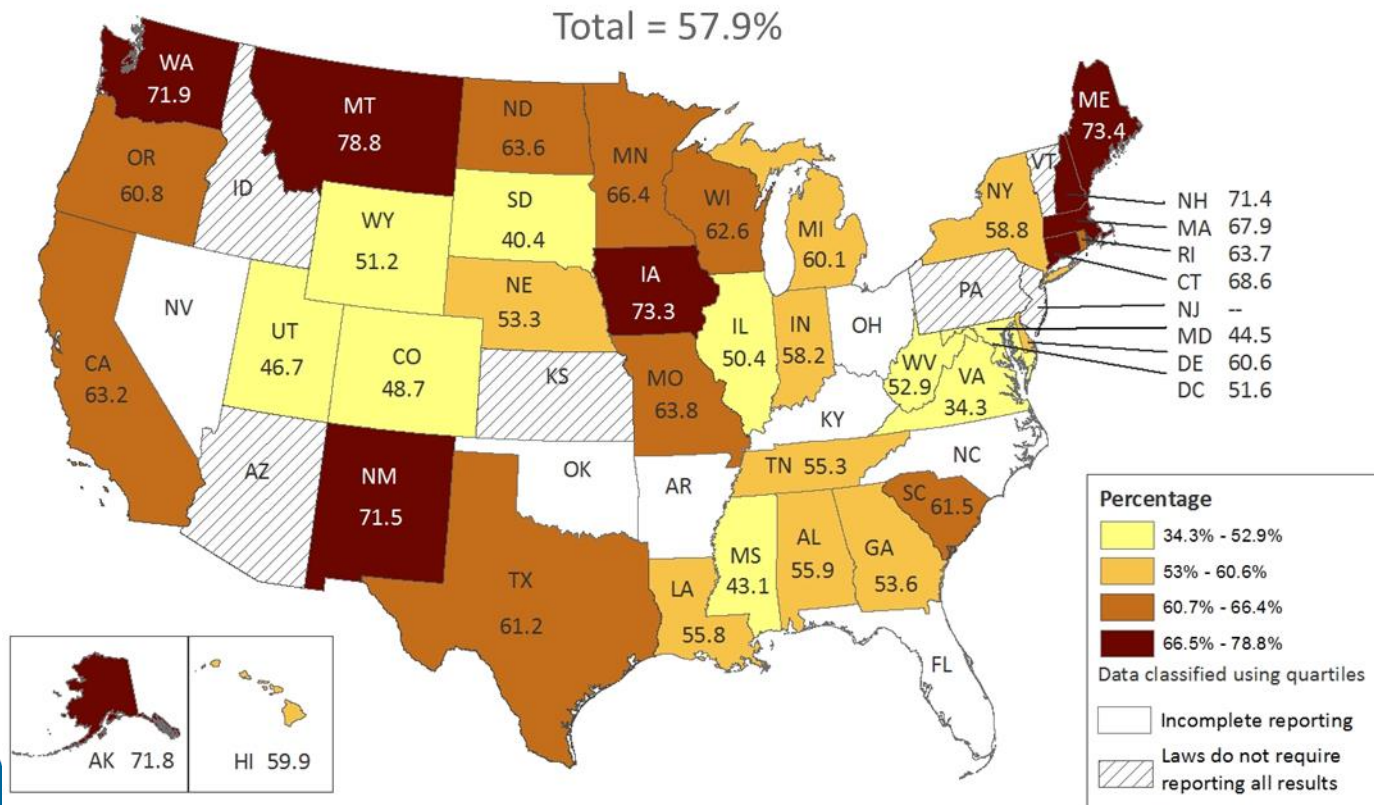 Total = 57.9%
WA
71.9
MT
78.8
ND
63.6
MN
66.4
ME
73.4
OR
60.8
ID
WY
51.2
SD
40.4
WI
62.6
MI
60.1
NY
58.8
VT
NH 71.4
MA 67.9
RI 63.7
CT 68.6
NJ --
MD 44.5
DE 60.6
DC 51.6
NV
UT
46.7
CO
48.7
NE
53.3
IA
73.3
IL
50.4
IN
58.2
OH
PA
CA
63.2
KS
MO
63.8
WV
52.9
VA
34.3
KY
AZ
NM
71.5
OK
AR
TN 55.3
NC
SC 61.5
TX
61.2
LA
55.8
MS
43.1
AL
55.9
GA
53.6
FL
AK 71.8
HI 59.9
Percentage
34.3% - 52.9%
53% - 60.6%
60.7% - 66.4%
66.5% - 78.8%
Data classified using quartiles
Incomplete reporting
Laws do not require
reporting all results